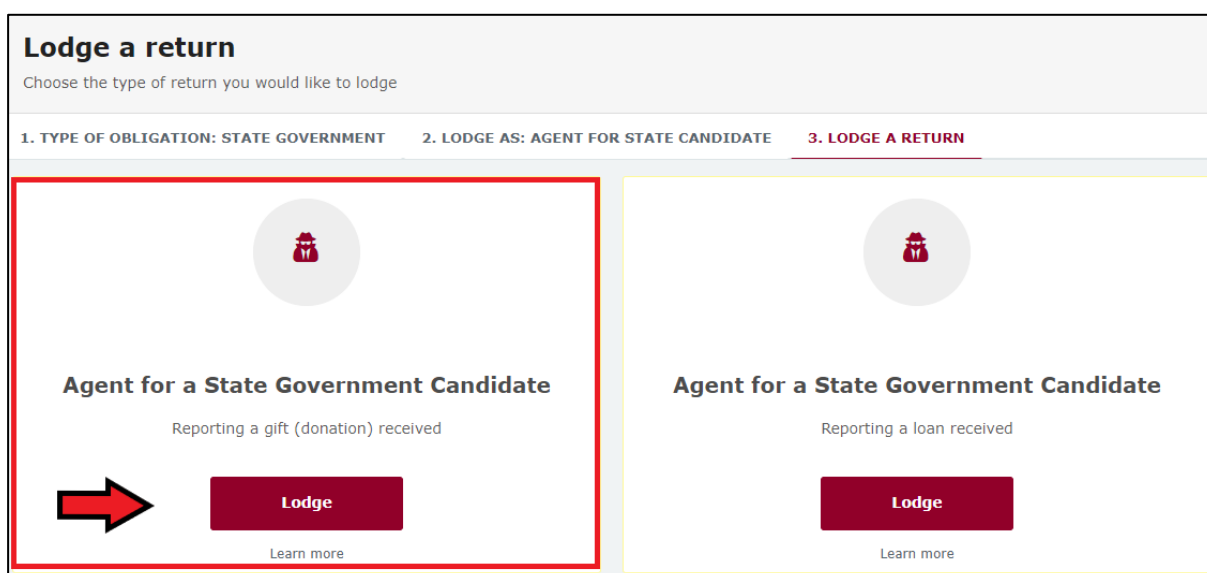 Lodge a return
Choose the type of return you would like to lodge
1. TYPE OF OBLIGATION: STATE GOVERNMENT 2. LODGE AS: AGENT FOR STATE CANDIDATE 3. LODGE A RETURN
Agent for a State Government Candidate
Reporting a gift (donation) received
Lodge
Learn more
Agent for a State Government Candidate
Reporting a loan received
Lodge
Learn more